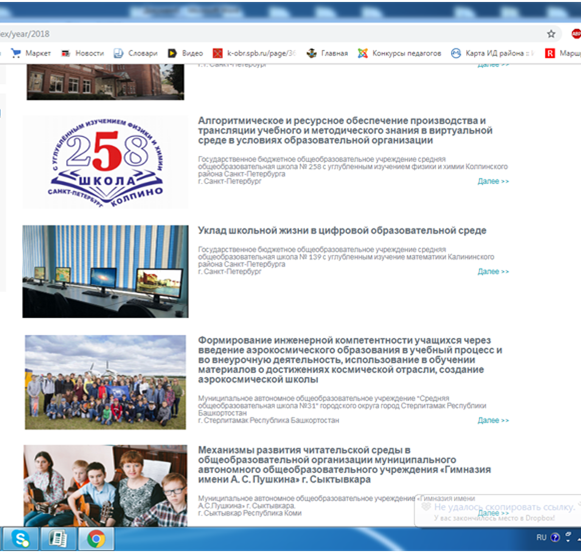 ex/year/2018
Маркет Новости Словари Видео k-obr.spb.ru/page/3 Главная Конкурсы педагогов Карта ИД района :: Марш
Далее >>
Алгоритмическое и ресурсное обеспечение производства и
трансляции учебного и методического знания в виртуальной
среде в условиях образовательной организации
С УГЛУБЛЁННЫМ ИЗУЧЕНИЕМ ФИЗИКИ И ХИМИИ
258
ШКОЛА
САНКТ-ПЕТЕРБУРГ КОЛПИНО
Государственное бюджетное общеобразовательное учреждение средняя
общеобразовательная школа № 258 с углубленным изучением физики и химии Колпинского
района Санкт-Петербурга
г. Санкт-Петербург Далее >>
Уклад школьной жизни в цифровой образовательной среде
Государственное бюджетное общеобразовательное учреждение средняя
общеобразовательная школа № 139 с углубленным изучение математики Калининского
района Санкт-Петербурга
г. Санкт-Петербург Далее >>
Формирование инженерной компетентности учащихся через
введение аэрокосмического образования в учебный процесс и
во внеурочную деятельность, использование в обучении
материалов о достижениях космической отрасли, создание
аэрокосмической школы
Муниципальное автономное общеобразовательное учреждение "Средняя
общеобразовательная школа №31" городского округа город Стерлитамак Республики
Башкортостан
г. Стерлитамак Республика Башкортостан Далее >>
Механизмы развития читательской среды в
общеобразовательной организации муниципального
автономного общеобразовательного учреждения «Гимназия
имени А. С. Пушкина» г. Сыктывкара
Муниципальное автономное общеобразовательное учреждение «Гимназия имени
А.С.Пушкина» г. Сыктывкара
г. Сыктывкар Республика Коми Далее >>
Не удалось скопировать ссылку.
У вас закончилось место в Dropbox!
RU